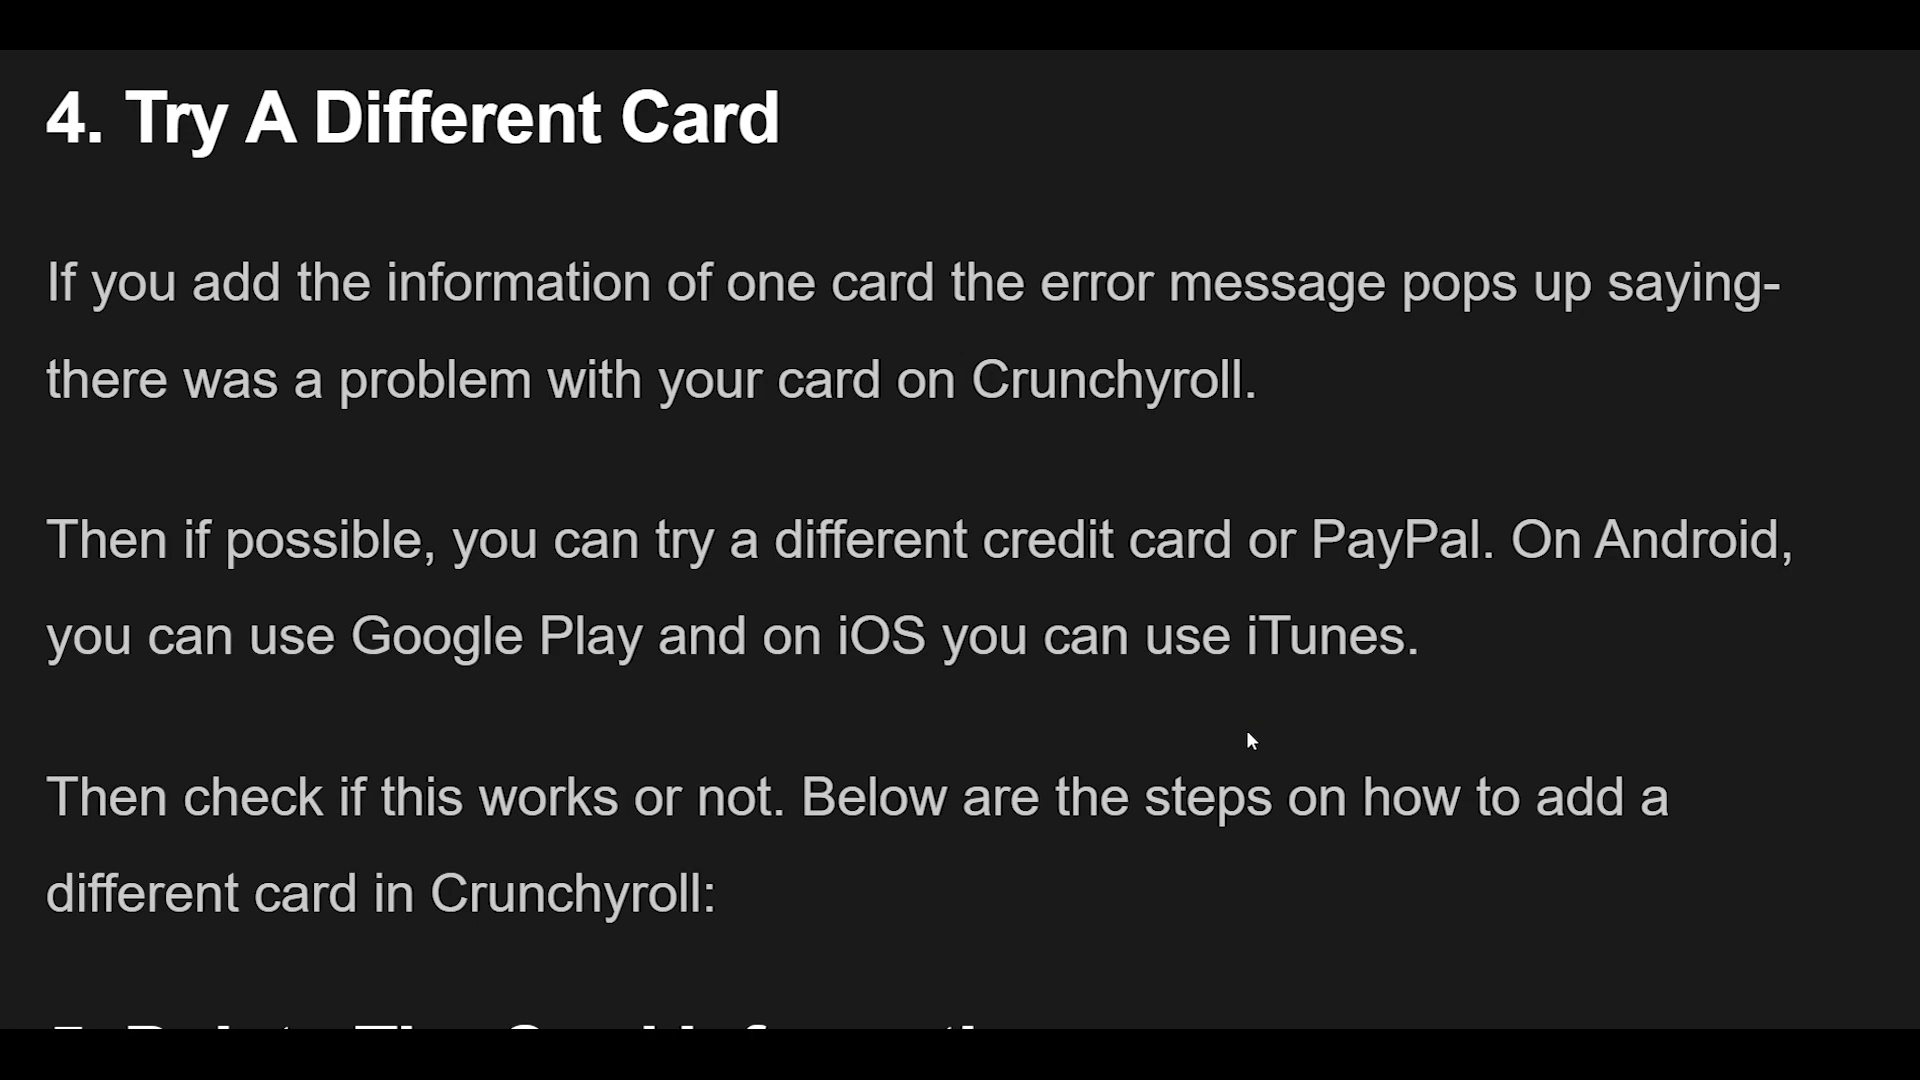 4. Try A Different Card
If you add the information of one card the error message pops up saying-
there was a problem with your card on Crunchyroll.
Then if possible, you can try a different credit card or PayPal. On Android,
you can use Google Play and on iOS you can use iTunes.
Then check if this works or not. Below are the steps on how to add a
different card in Crunchyroll: